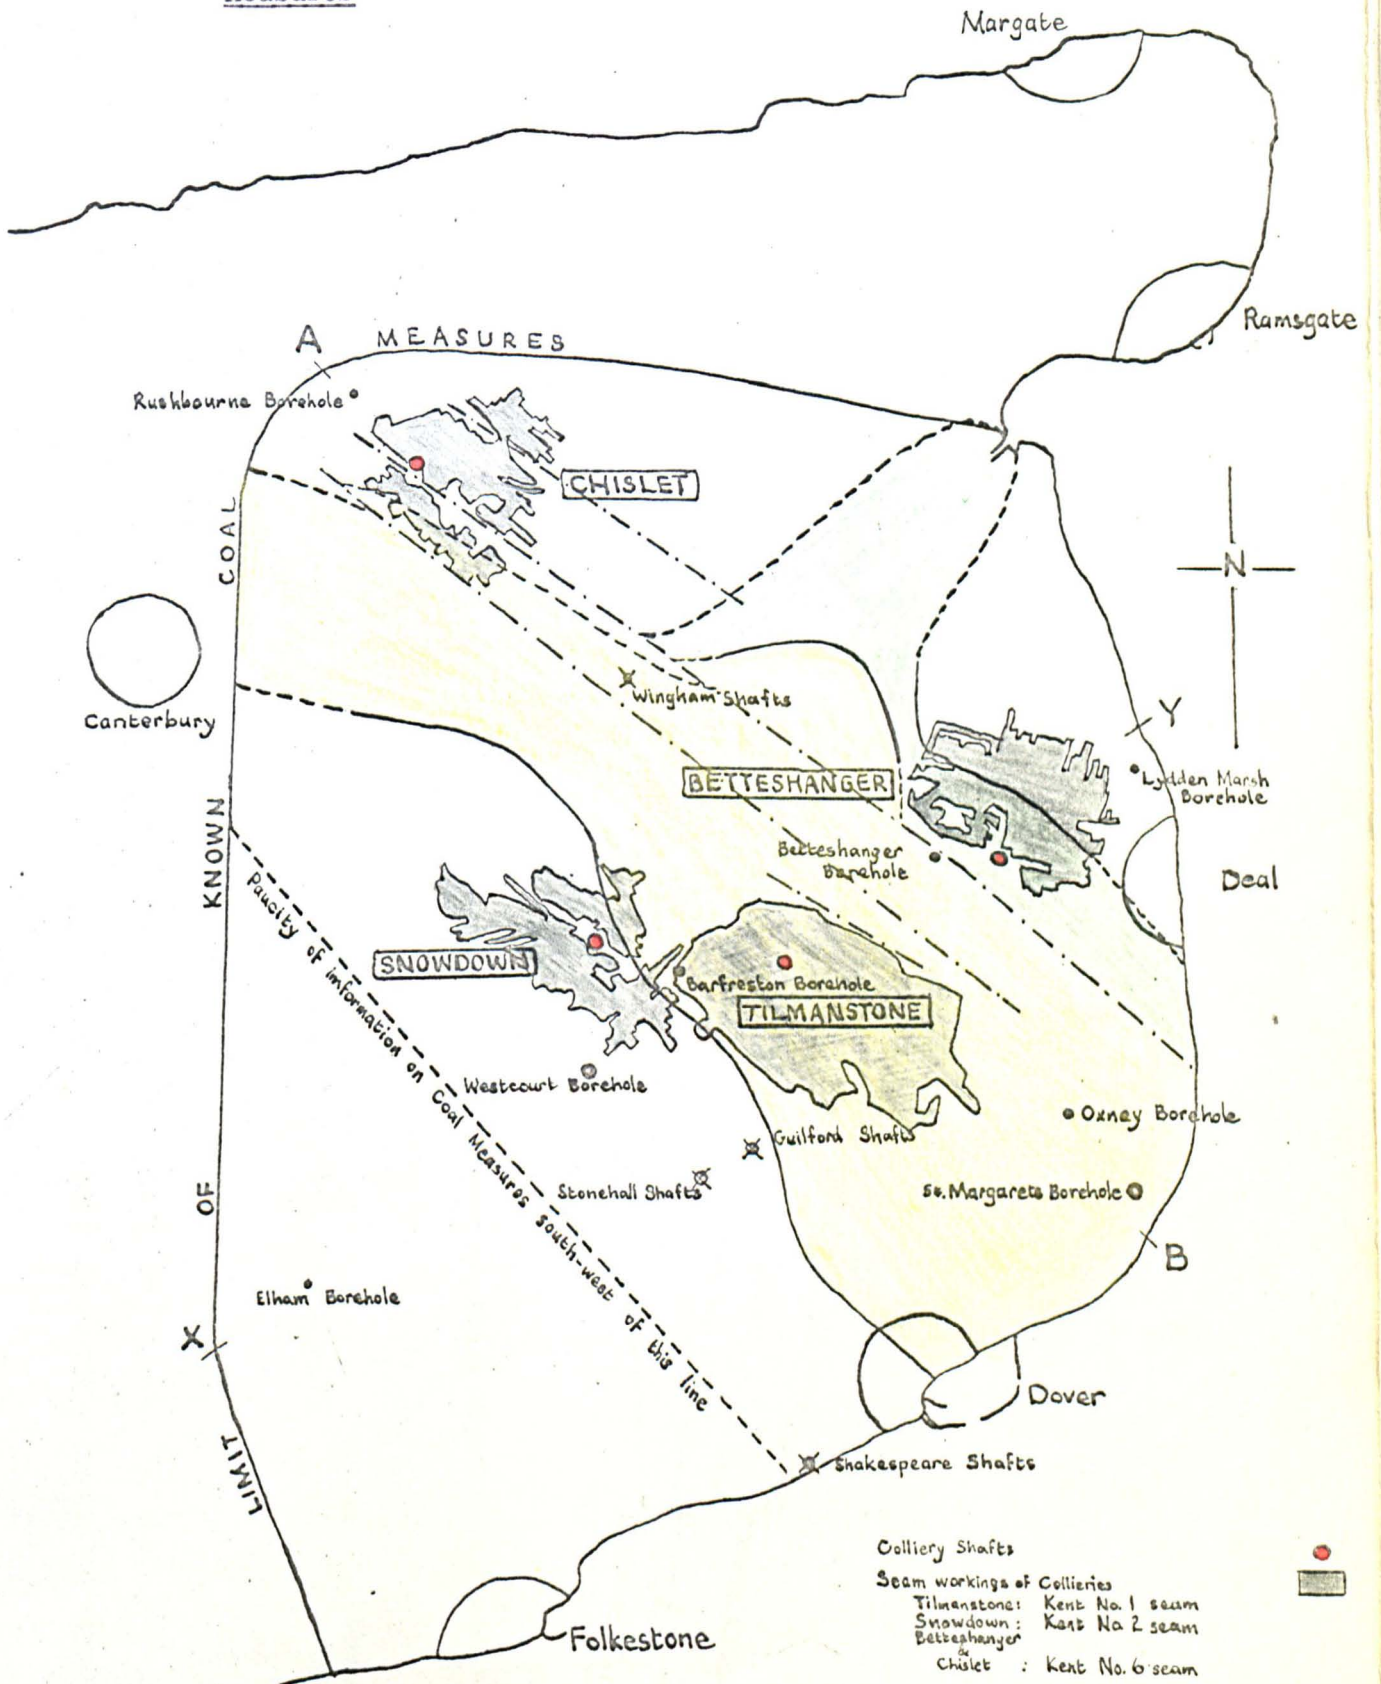 Margate
Ramsgate
A
MEASURES
Rushbourne Borehole
CHISLET
COAL
N
Canterbury
Wingham Shafts
Y
BETTESHANGER
Lydden Marsh
Borehole
KNOWN
Betteshanger
Borehole
Deal
Paucity of imformation on Coal Measures south-west of this line
SNOWDOWN
Barfreston Borehole
TILMANSTONE
Westcourt Borehole
Oxney Borehole
Guilford Shafts
Stonehall Shafts
St. Margarets Borehole
OF
B
Elham Borehole
X
Dover
LIMIT
Shakespeare Shafts
Folkestone
Colliery Shafts
Seam workings of Collieries
Tilmanstone: Kent No. 1 seam
Snowdown : Kent No 2 seam
Betteshanger
&
Chislet : Kent No. 6 seam